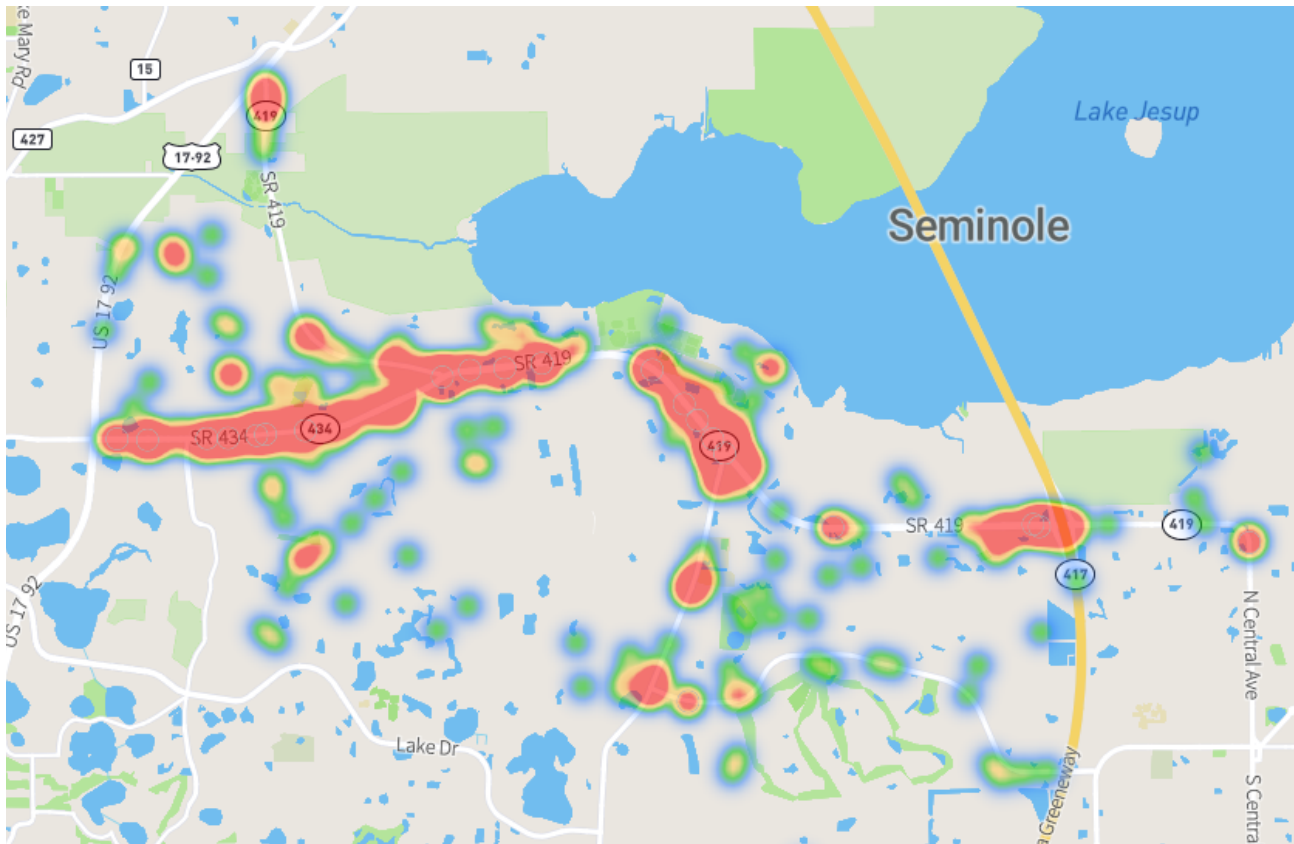 ke Mary Rd
15
427
419
17-92
SR 419
Lake Jesup
Seminole
US 17 92
SR 419
SR 434
434
419
SR 419
419
417
US 17 92
N Central Ave
Lake Dr
S Centra
a Greeneway